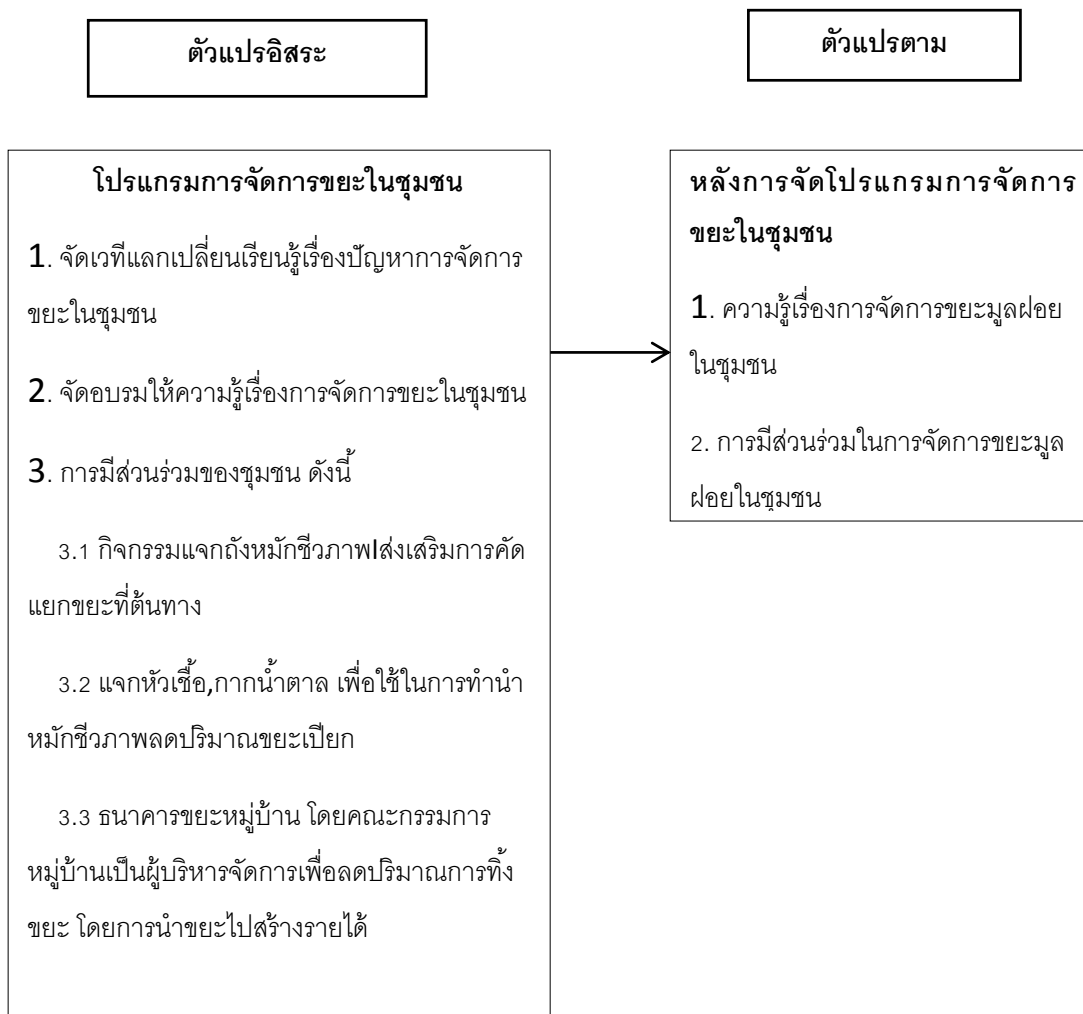 ตัวแปรอิสระ
ตัวแปรตาม
โปรแกรมการจัดการขยะในชุมชน
1. จัดเวทีแลกเปลี่ยนเรียนรู้เรื่องปัญหาการจัดการ
ขยะในชุมชน
2. จัดอบรมให้ความรู้เรื่องการจัดการขยะในชุมชน
3. การมีส่วนร่วมของชุมชน ดังนี้
3.1 กิจกรรมแจกถังหมักชีวภาพlส่งเสริมการคัด
แยกขยะที่ต้นทาง
3.2 แจกหัวเชื้อ,กากน้ำตาล เพื่อใช้ในการทำนำ
หมักชีวภาพลดปริมาณขยะเปียก
3.3 ธนาคารขยะหมู่บ้าน โดยคณะกรรมการ
หมู่บ้านเป็นผู้บริหารจัดการเพื่อลดปริมาณการทิ้ง
ขยะ โดยการนำขยะไปสร้างรายได้
หลังการจัดโปรแกรมการจัดการ
ขยะในชุมชน
1. ความรู้เรื่องการจัดการขยะมูลฝอย
ในชุมชน
2. การมีส่วนร่วมในการจัดการขยะมูล
ฝอยในชุมชน